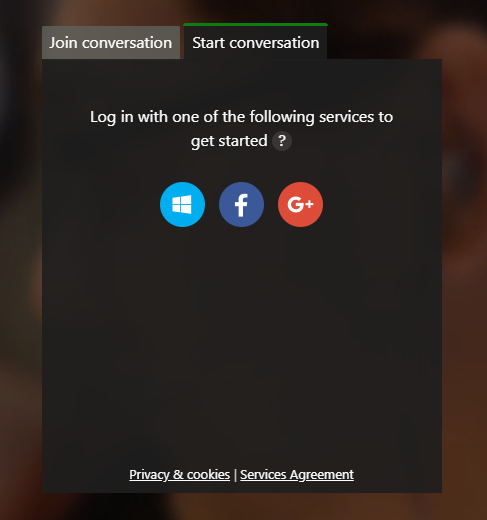 Join conversation
Start conversation
Log in with one of the following services to
get started ?
f
G+
Privacy & cookies | Services Agreement